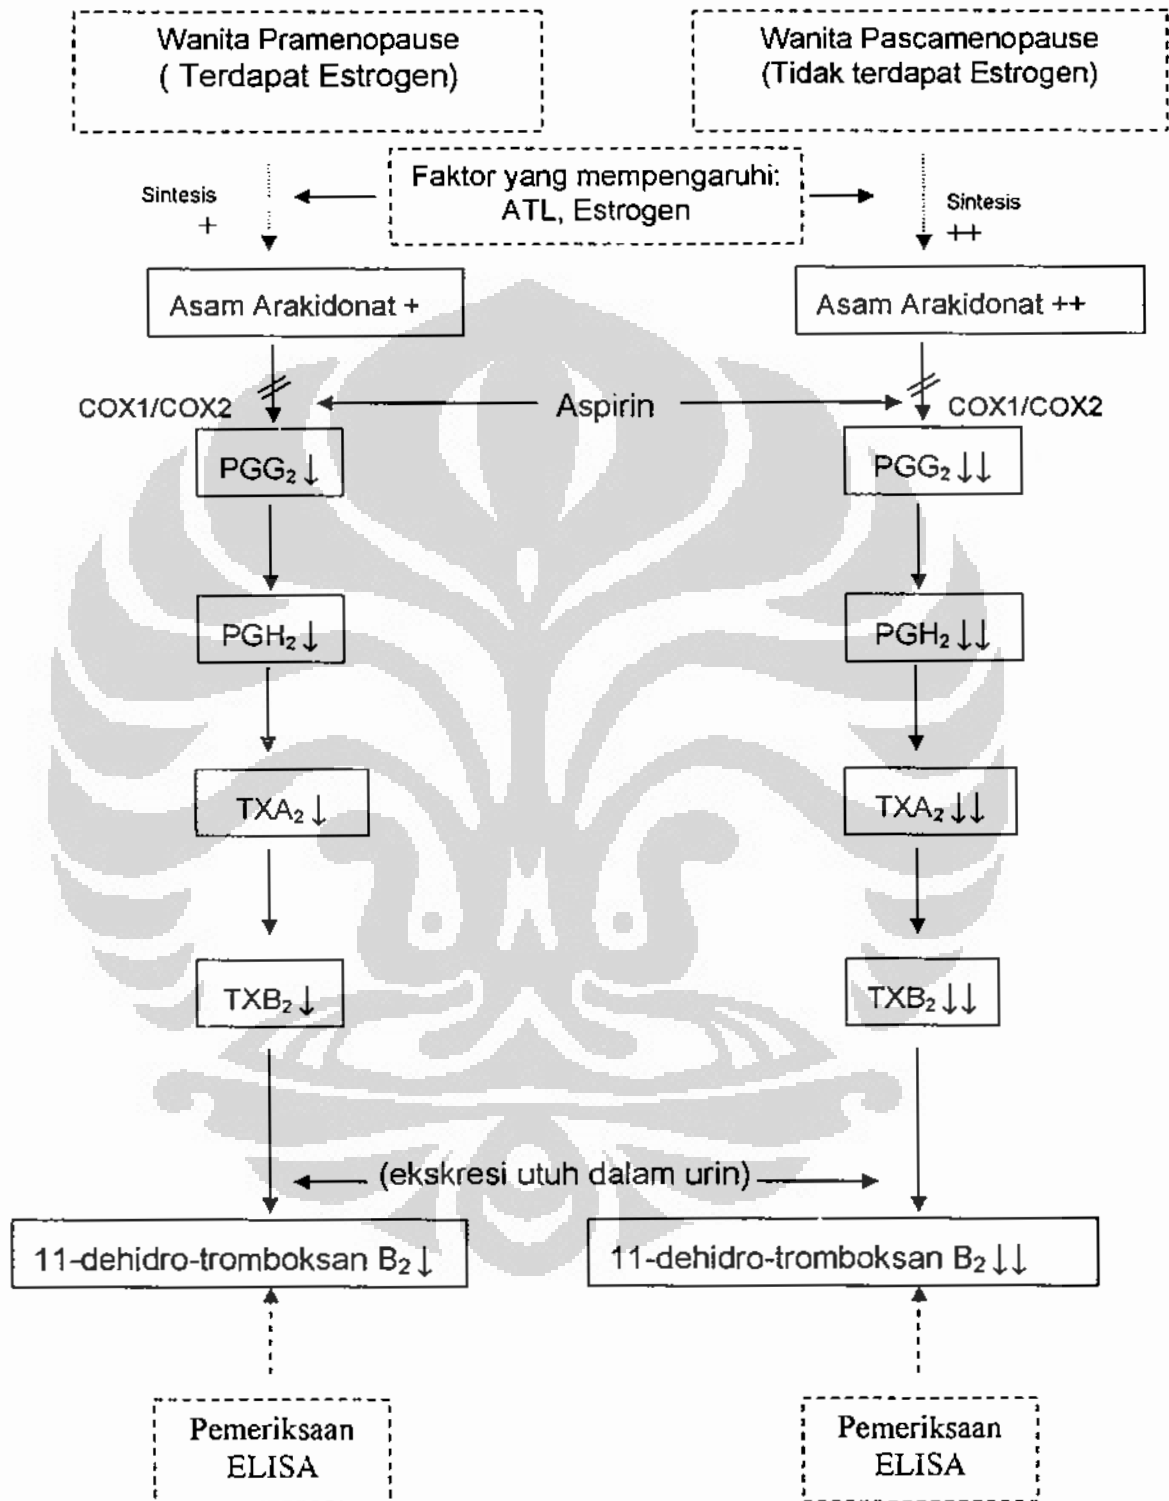 Wanita Pramenopause
( Terdapat Estrogen)
Wanita Pascamenopause
(Tidak terdapat Estrogen)
Faktor yang mempengaruhi:
ATL, Estrogen
Sintesis
+
Sintesis
++
Asam Arakidonat +
Asam Arakidonat ++
COX1/COX2
Aspirin
COX1/COX2
PGG₂ ↓
PGG₂ ↓↓
PGH₂ ↓
PGH₂ ↓↓
TXA₂ ↓
TXA₂ ↓↓
TXB₂ ↓
TXB₂ ↓↓
(ekskresi utuh dalam urin)
11-dehidro-tromboksan B₂ ↓
11-dehidro-tromboksan B₂ ↓↓
Pemeriksaan
ELISA
Pemeriksaan
ELISA